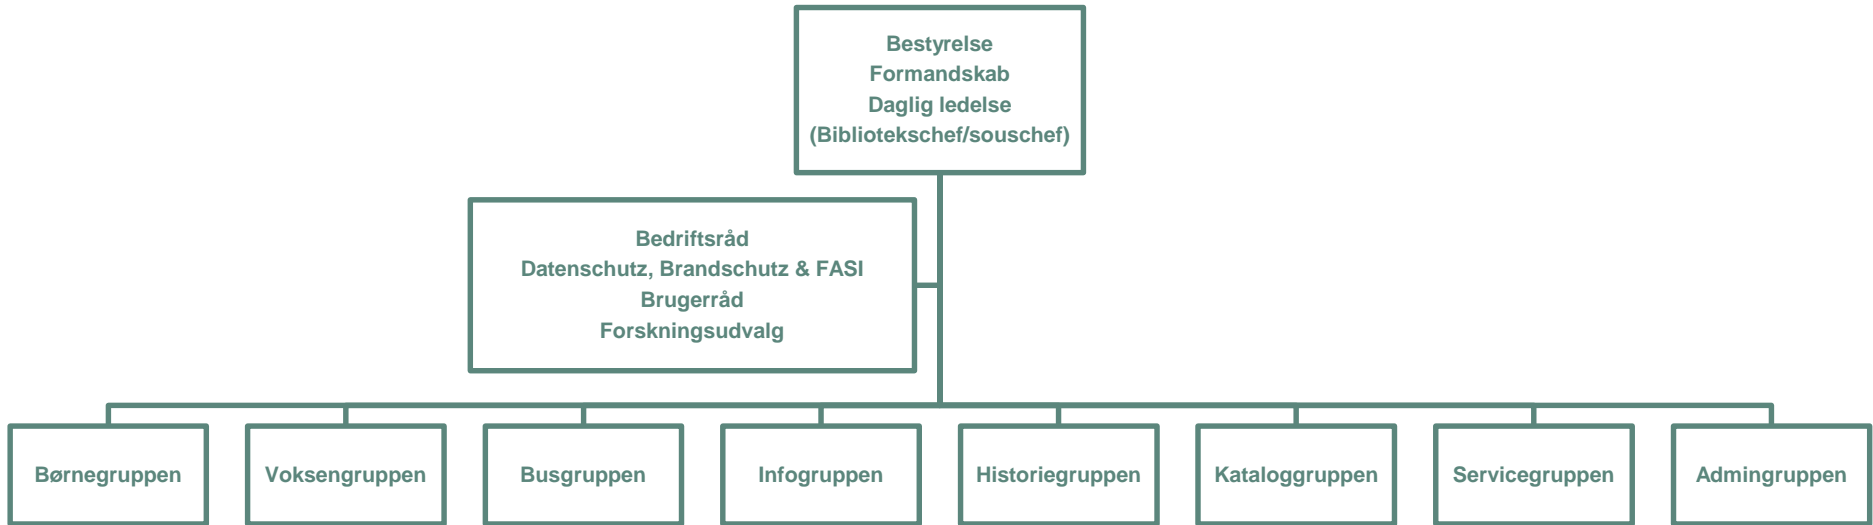 Bestyrelse
Formandskab
Daglig ledelse
(Bibliotekschef/souschef)
Bedriftsråd
Datenschutz, Brandschutz & FASI
Brugerråd
Forskningsudvalg
Børnegruppen
Voksengruppen
Busgruppen
Infogruppen
Historiegruppen
Kataloggruppen
Servicegruppen
Admingruppen